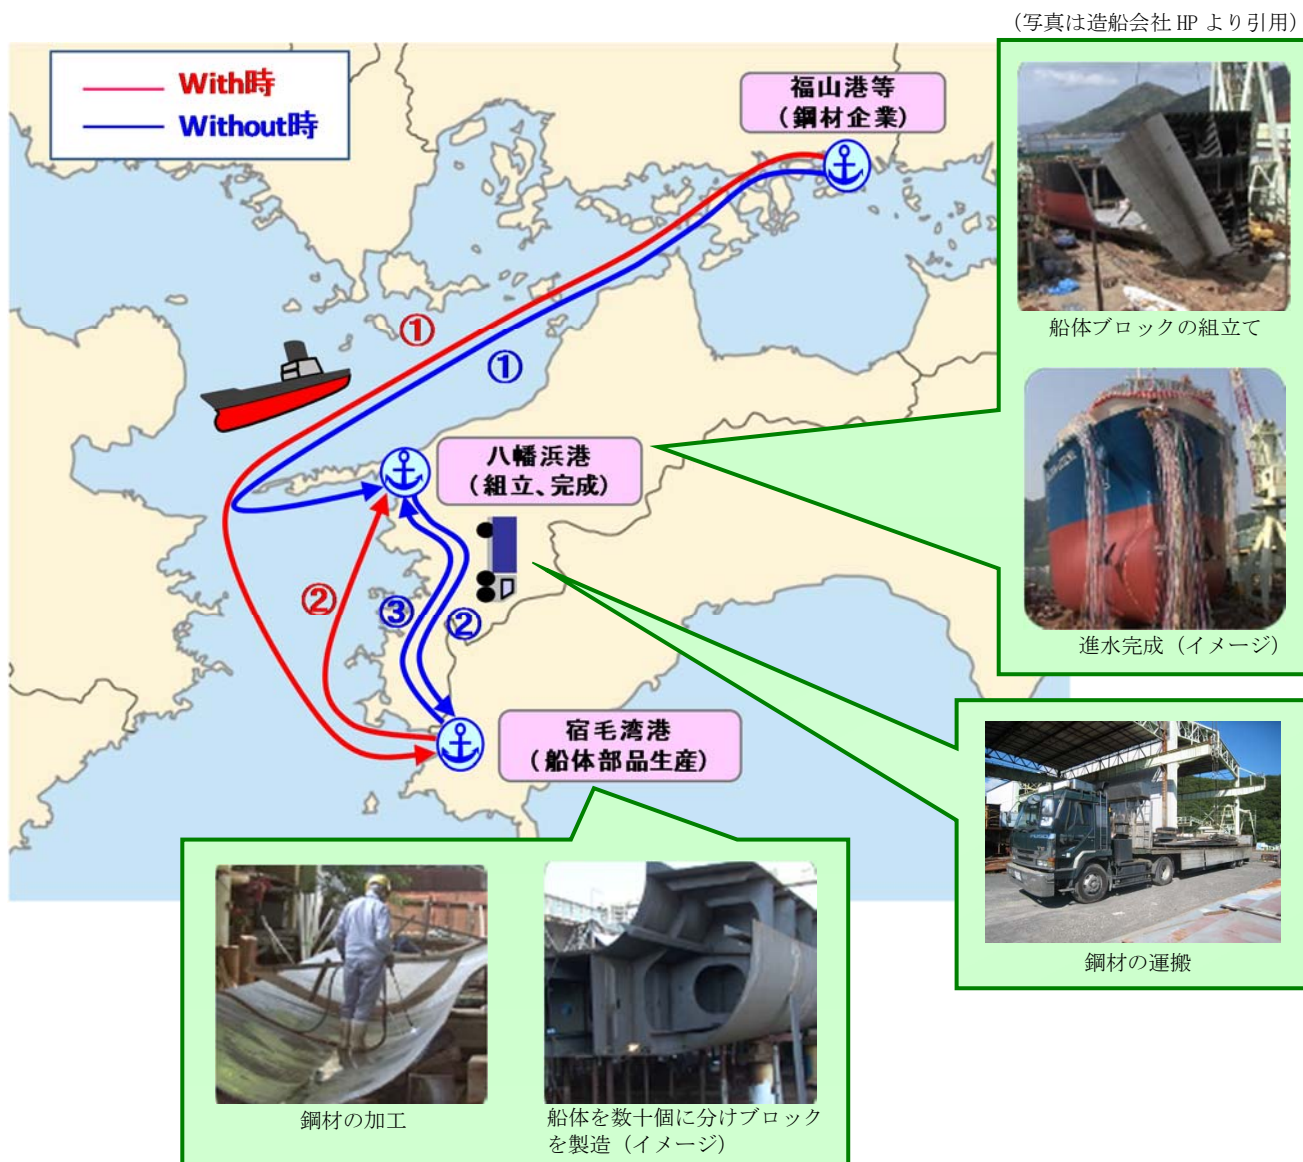 （写真は造船会社 HP より引用）
With時
Without時
福山港等
（鋼材企業）
船体ブロックの組立て
①
①
八幡浜港
（組立、完成）
進水完成（イメージ）
②
③
②
宿毛湾港
（船体部品生産）
鋼材の運搬
鋼材の加工
船体を数十個に分けブロック
を製造（イメージ）